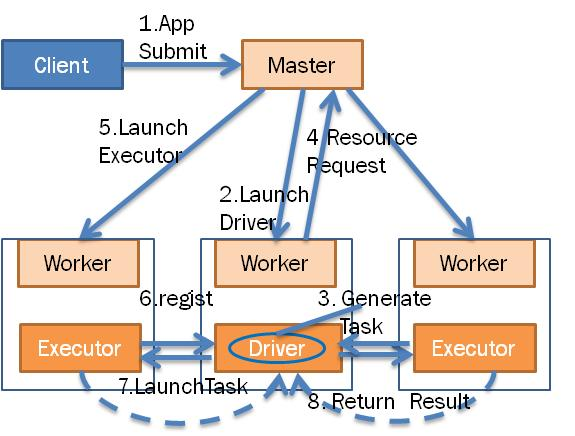 1.App
Submit
Client
Master
5.Launch
Executor
4 Resource
Request
2.Launch
Driver
Worker
Worker
Worker
6.regist
3. Generate
Task
Executor
Driver
Executor
7.LaunchTask
8. Return Result